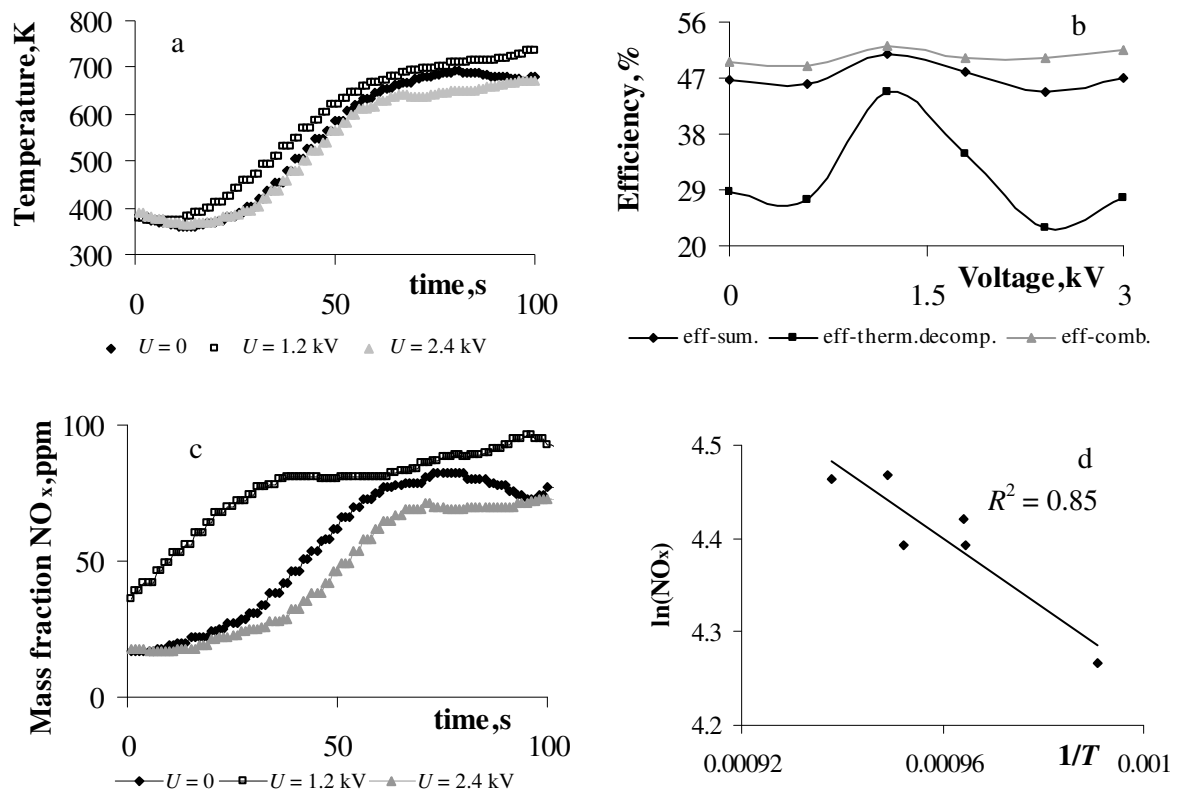 a
Temperature,K
800
700
600
500
400
300
0
50
100
time,s
U = 0
U = 1.2 kV
U = 2.4 kV
b
Efficiency,%
56
47
38
29
20
0
1.5
3
Voltage,kV
eff-sum.
eff-therm.decomp.
eff-comb.
c
Mass fraction NOx,ppm
100
50
0
0
50
100
time,s
U = 0
U = 1.2 kV
U = 2.4 kV
d
R² = 0.85
ln(NOx)
4.5
4.4
4.3
4.2
0.00092
0.00096
0.001
1/T